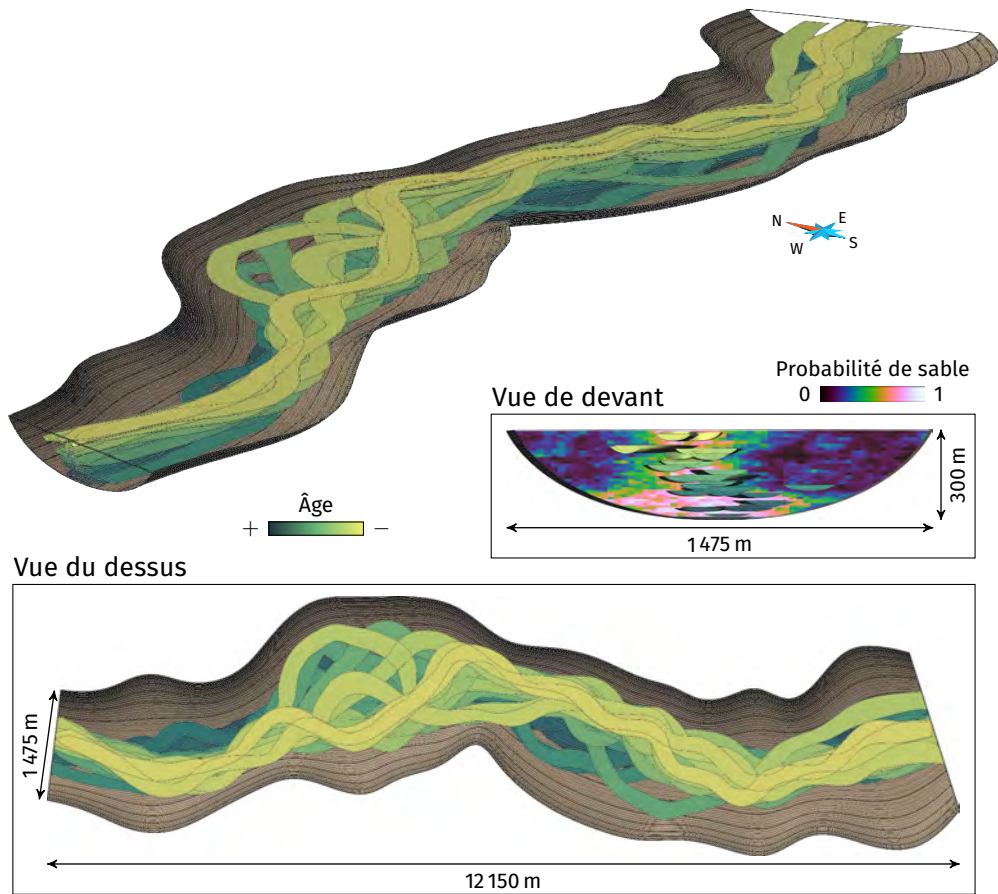 N
E
W
S
Probabilité de sable
0
1
Vue de devant
300 m
1 475 m
Âge
+
−
Vue du dessus
1 475 m
12 150 m